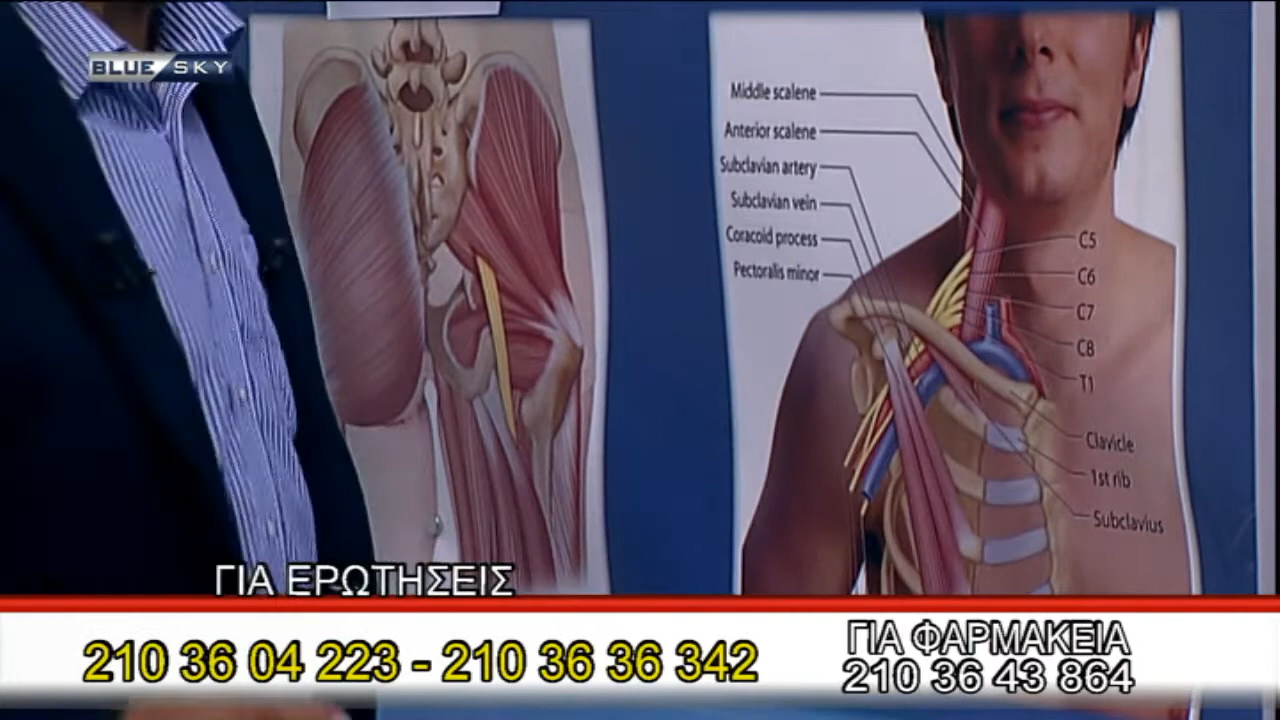 BLUE SKY
Middle scalene
Anterior scalene
Subclavian artery
Subclavian vein
Coracoid process
Pectoralis minor
C5
C6
C7
C8
T1
Clavicle
1st rib
Subclavius
ΓΙΑ ΕΡΩΤΗΣΕΙΣ
210 36 04 223 - 210 36 36 342
ΓΙΑ ΦΑΡΜΑΚΕΙΑ
210 36 43 864